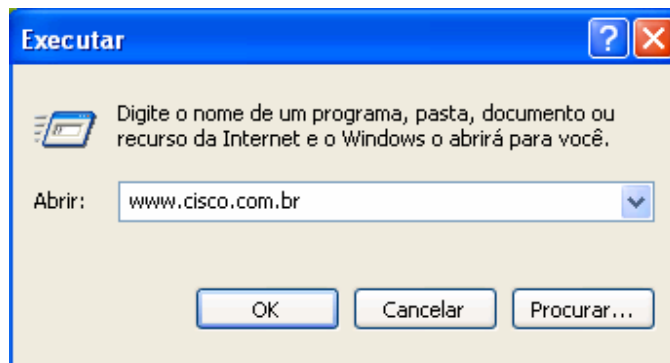 Executar
Digite o nome de um programa, pasta, documento ou
recurso da Internet e o Windows o abrirá para você.
Abrir: www.cisco.com.br
OK Cancelar Procurar...